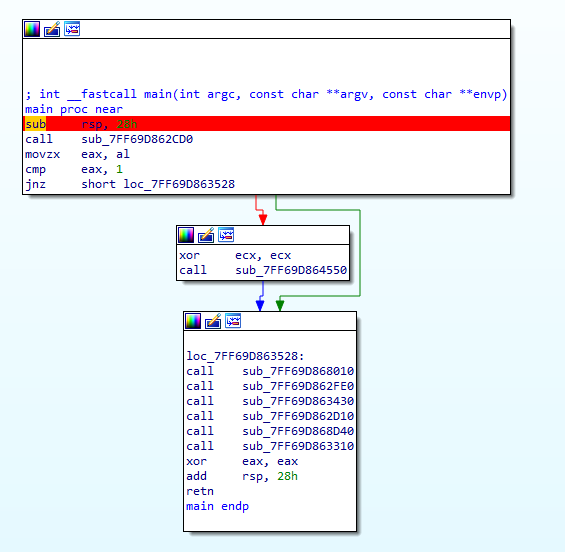 ; int __fastcall main(int argc, const char **argv, const char **envp)
main proc near
sub rsp, 28h
call sub_7FF69D862CD0
movzx eax, al
cmp eax, 1
jnz short loc_7FF69D863528
xor ecx, ecx
call sub_7FF69D864550
loc_7FF69D863528:
call sub_7FF69D868010
call sub_7FF69D862FE0
call sub_7FF69D863430
call sub_7FF69D862D10
call sub_7FF69D868D40
call sub_7FF69D863310
xor eax, eax
add rsp, 28h
retn
main endp